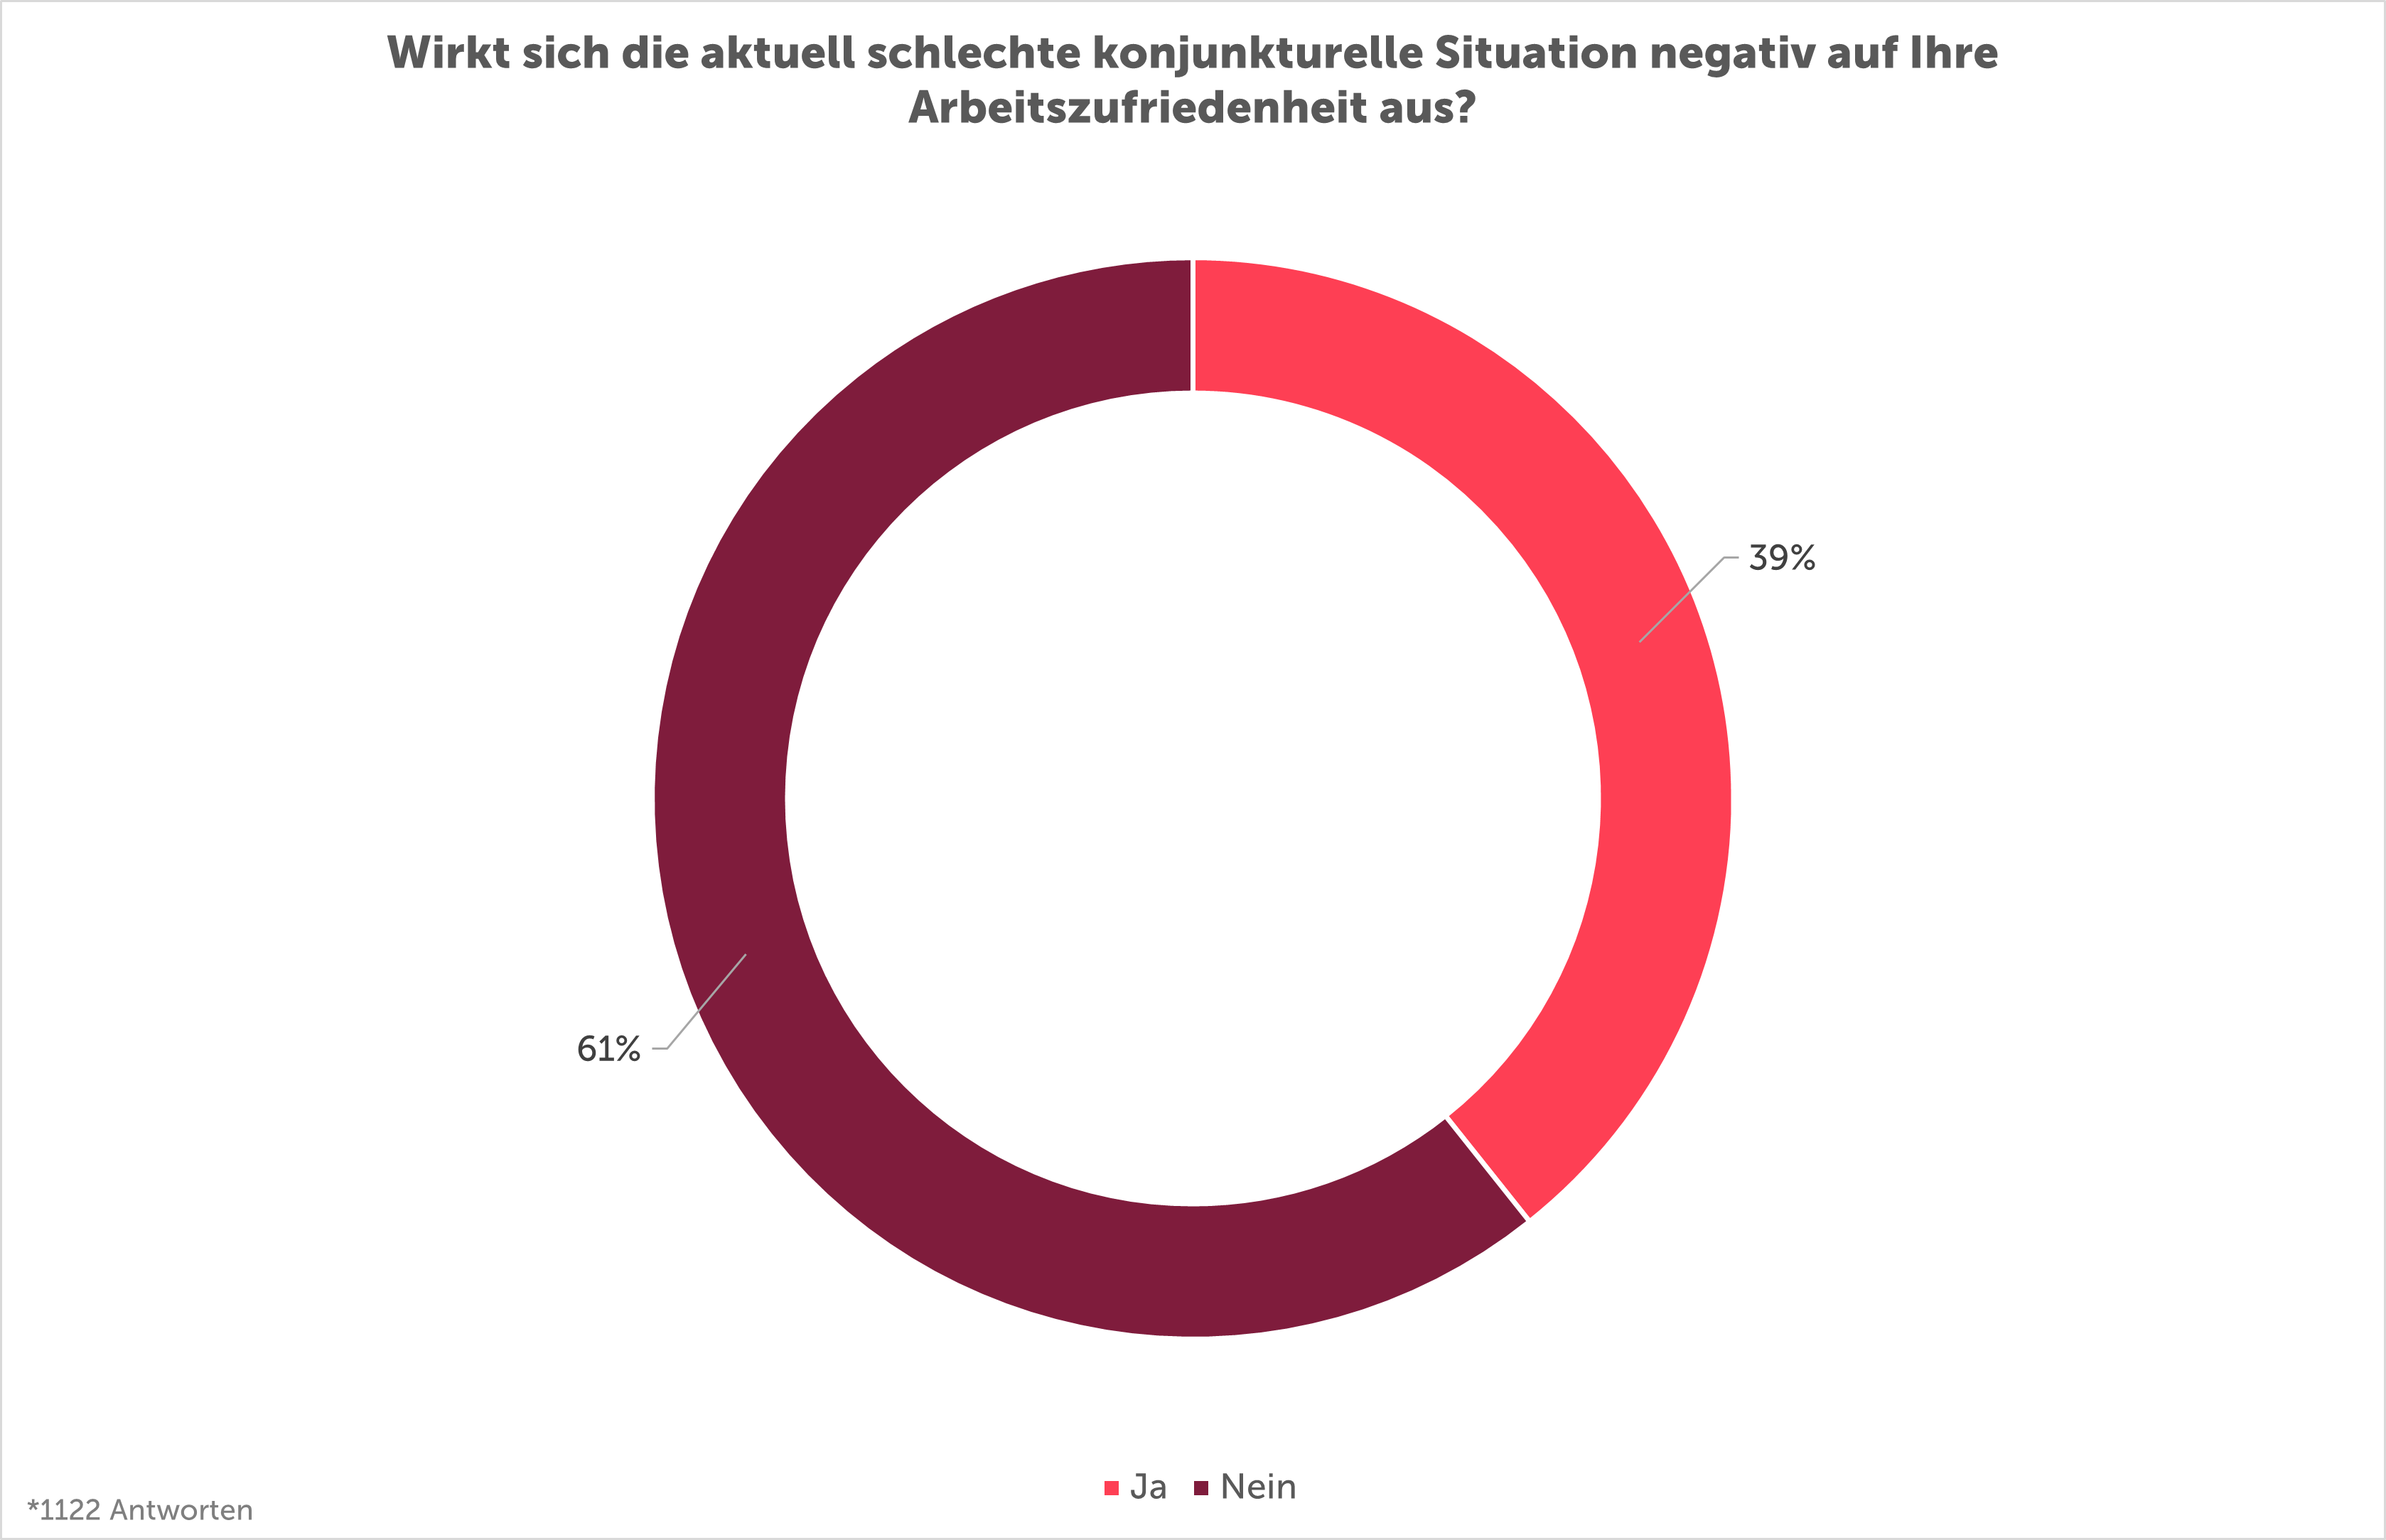 Wirkt sich die aktuell schlechte konjunkturelle Situation negativ auf Ihre
Arbeitszufriedenheit aus?
39%
61%
Ja Nein
*1122 Antworten